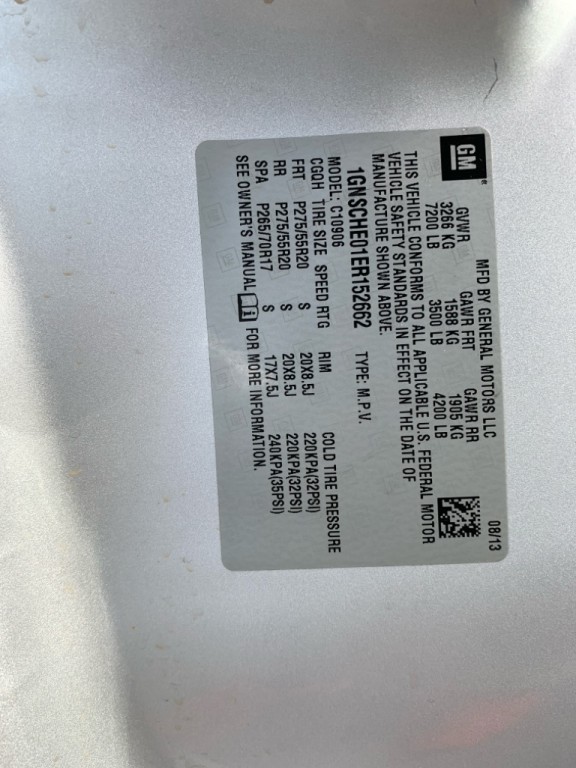 GM
MFD BY GENERAL MOTORS LLC 08/13
GVWR GAWR FRT GAWR RR
3266 KG 1588 KG 1905 KG
7200 LB 3500 LB 4200 LB
THIS VEHICLE CONFORMS TO ALL APPLICABLE U.S. FEDERAL MOTOR
VEHICLE SAFETY STANDARDS IN EFFECT ON THE DATE OF
MANUFACTURE SHOWN ABOVE.
1GNSCHE01ER152662 TYPE: M.P.V.
MODEL: C10906
CGQH TIRE SIZE SPEED RTG RIM COLD TIRE PRESSURE
FRT P275/55R20 S 20X8.5J 220KPA(32PSI)
RR P275/55R20 S 20X8.5J 220KPA(32PSI)
SPA P265/70R17 S 17X7.5J 240KPA(35PSI)
SEE OWNER'S MANUAL FOR MORE INFORMATION.